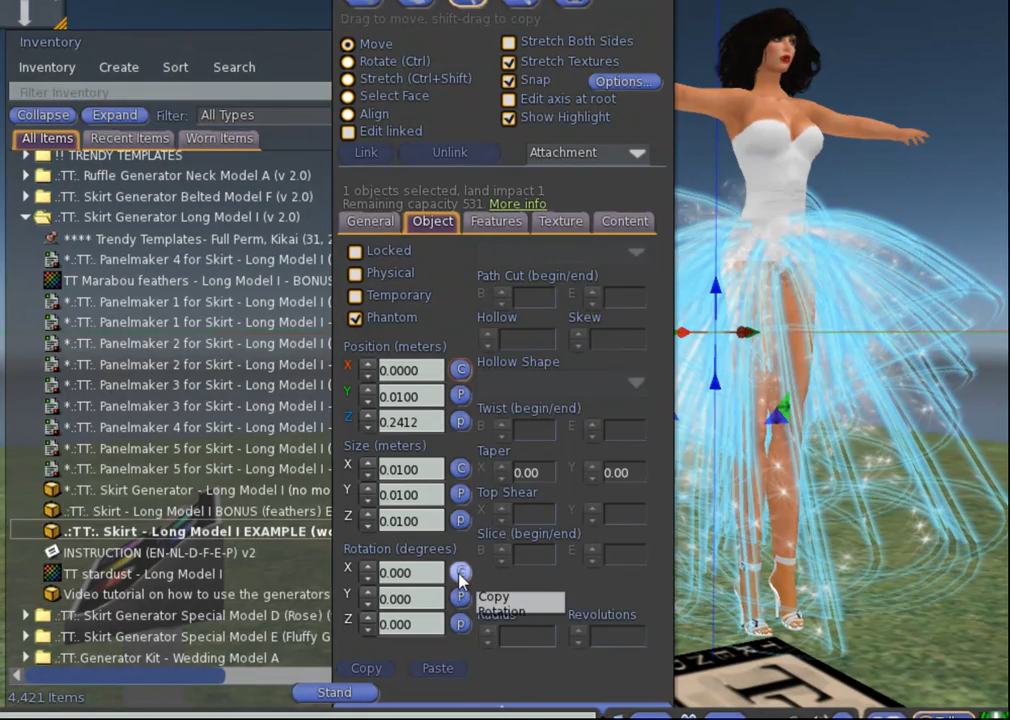 Inventory
Inventory Create Sort Search
Filter Inventory
Collapse Expand Filter: All Types
All Items Recent Items Worn Items
!! TRENDY TEMPLATES
.:TT:. Ruffle Generator Neck Model A (v 2.0)
.:TT:. Skirt Generator Belted Model F (v 2.0)
.:TT:. Skirt Generator Long Model I (v 2.0)
**** Trendy Templates- Full Perm, Kikai (31, 2
*.:TT:. Panelmaker 4 for Skirt - Long Model I (
TT Marabou feathers - Long Model I - BONUS
*.:TT:. Panelmaker 1 for Skirt - Long Model I (
*.:TT:. Panelmaker 1 for Skirt - Long Model I -
*.:TT:. Panelmaker 2 for Skirt - Long Model I (
*.:TT:. Panelmaker 2 for Skirt - Long Model I -
*.:TT:. Panelmaker 3 for Skirt - Long Model I (
*.:TT:. Panelmaker 3 for Skirt - Long Model I -
*.:TT:. Panelmaker 4 for Skirt - Long Model I -
*.:TT:. Panelmaker 5 for Skirt - Long Model I (
*.:TT:. Panelmaker 5 for Skirt - Long Model I -
*.:TT:. Skirt Generator - Long Model I (no mo
.:TT:. Skirt - Long Model I BONUS (feathers) E
.:TT:. Skirt - Long Model I EXAMPLE (wo
INSTRUCTION (EN-NL-D-F-E-P) v2
TT stardust - Long Model I
Video tutorial on how to use the generators
.:TT:. Skirt Generator Special Model D (Rose) (
.:TT:. Skirt Generator Special Model E (Fluffy G
.:TT:.Generator Kit - Wedding Model A
4,421 Items
Stand
Drag to move, shift-drag to copy
Move
Rotate (Ctrl)
Stretch (Ctrl+Shift)
Select Face
Align
Edit linked
Stretch Both Sides
Stretch Textures
Snap Options...
Edit axis at root
Show Highlight
Link Unlink Attachment
1 objects selected, land impact 1
Remaining capacity 531. More info
General Object Features Texture Content
Locked
Physical
Temporary
Phantom
Position (meters)
X 0.0000 C
Y 0.0100 P
Z 0.2412 p
Size (meters)
X 0.0100 C
Y 0.0100 P
Z 0.0100 p
Rotation (degrees)
X 0.000 C
Y 0.000 P
Z 0.000 p
Copy Paste
Path Cut (begin/end)
B E
Hollow Skew
Hollow Shape
Twist (begin/end)
B E
Taper
X 0.00 Y 0.00
Top Shear
X Y
Slice (begin/end)
B E
Copy
Rotation
Radius Revolutions